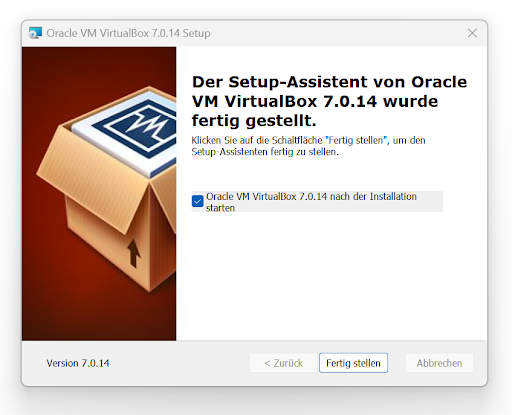 Oracle VM VirtualBox 7.0.14 Setup
Der Setup-Assistent von Oracle
VM VirtualBox 7.0.14 wurde
fertig gestellt.
Klicken Sie auf die Schaltfläche "Fertig stellen", um den
Setup-Assistenten fertig zu stellen.
Oracle VM VirtualBox 7.0.14 nach der Installation
starten
Version 7.0.14
< Zurück
Fertig stellen
Abbrechen